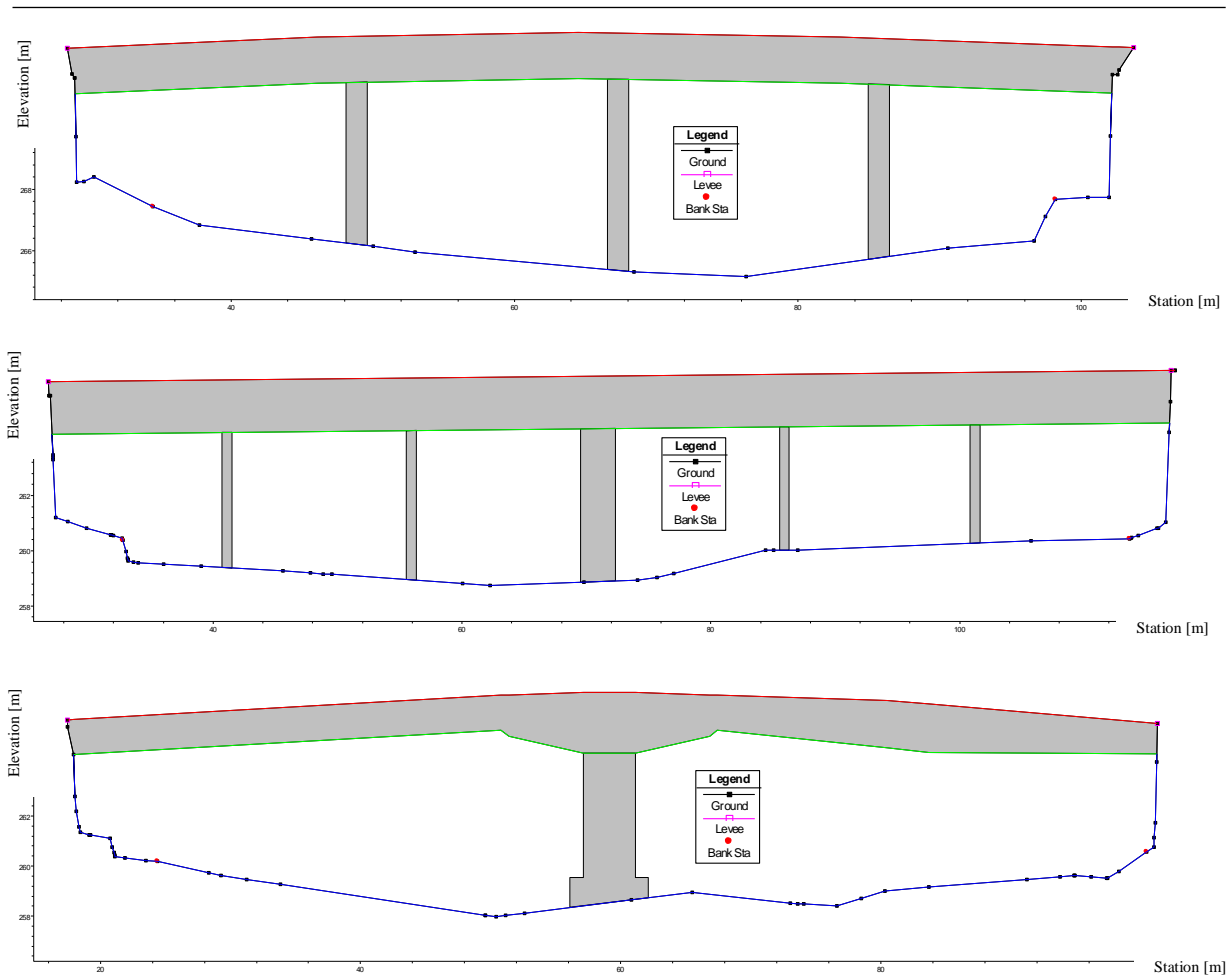 Elevation [m]
268
266
Legend
Ground
Levee
Bank Sta
40
60
80
100
Station [m]
Elevation [m]
262
260
258
Legend
Ground
Levee
Bank Sta
40
60
80
100
Station [m]
Elevation [m]
262
260
258
Legend
Ground
Levee
Bank Sta
20
40
60
80
Station [m]